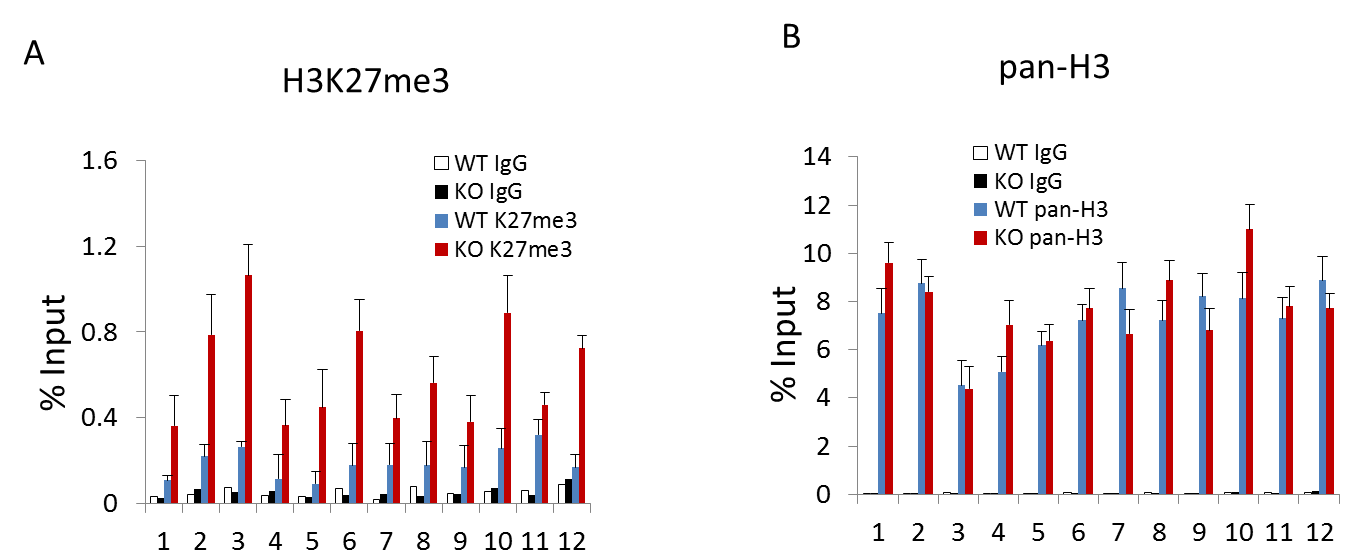 A
H3K27me3
WT IgG
KO IgG
WT K27me3
KO K27me3
% Input
1.6
1.2
0.8
0.4
0
1 2 3 4 5 6 7 8 9 10 11 12
B
pan-H3
WT IgG
KO IgG
WT pan-H3
KO pan-H3
% Input
14
12
10
8
6
4
2
0
1 2 3 4 5 6 7 8 9 10 11 12